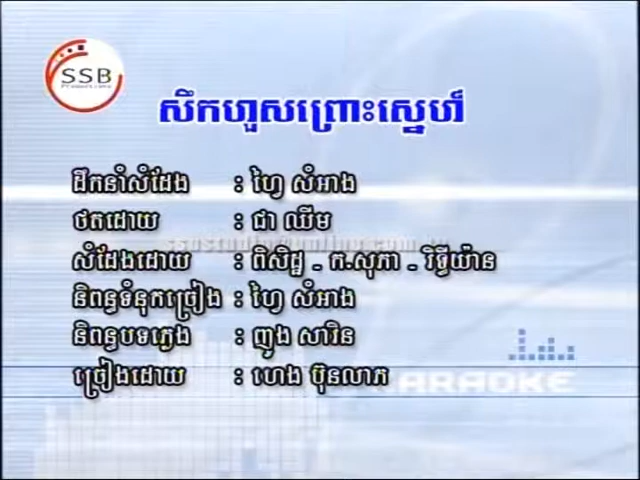 SSB
Productions
សឹកហួសព្រោះស្នេហ៍
ដឹកនាំសំដែង : ហ្វៃ សំអាង
ថតដោយ : ជា ឈឹម
សំដែងដោយ : ពិសិដ្ឋ - ក.សុភា - រិទ្ធីយ៉ាន
និពន្ធទំនុកច្រៀង : ហ្វៃ សំអាង
និពន្ធបទភ្លេង : ញូង សារិន
ច្រៀងដោយ : ហេង ប៊ុនលាភ
KARAOKE